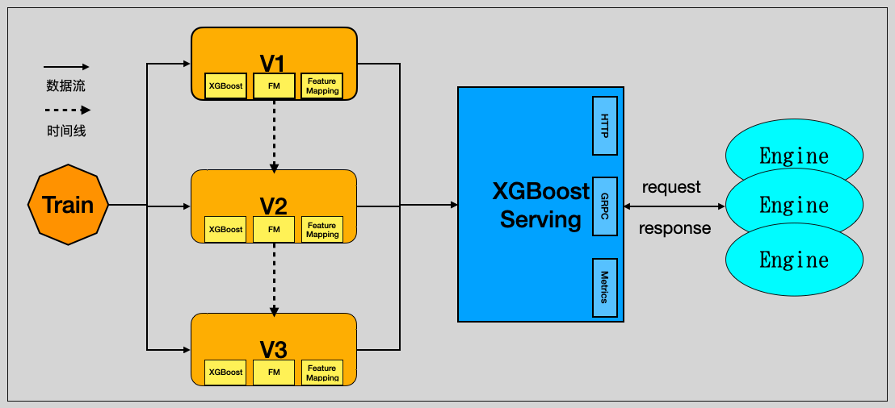 数据流
时间线
Train
V1
XGBoost
FM
Feature
Mapping
V2
XGBoost
FM
Feature
Mapping
V3
XGBoost
FM
Feature
Mapping
XGBoost
Serving
HTTP
GRPC
Metrics
request
response
Engine
Engine
Engine